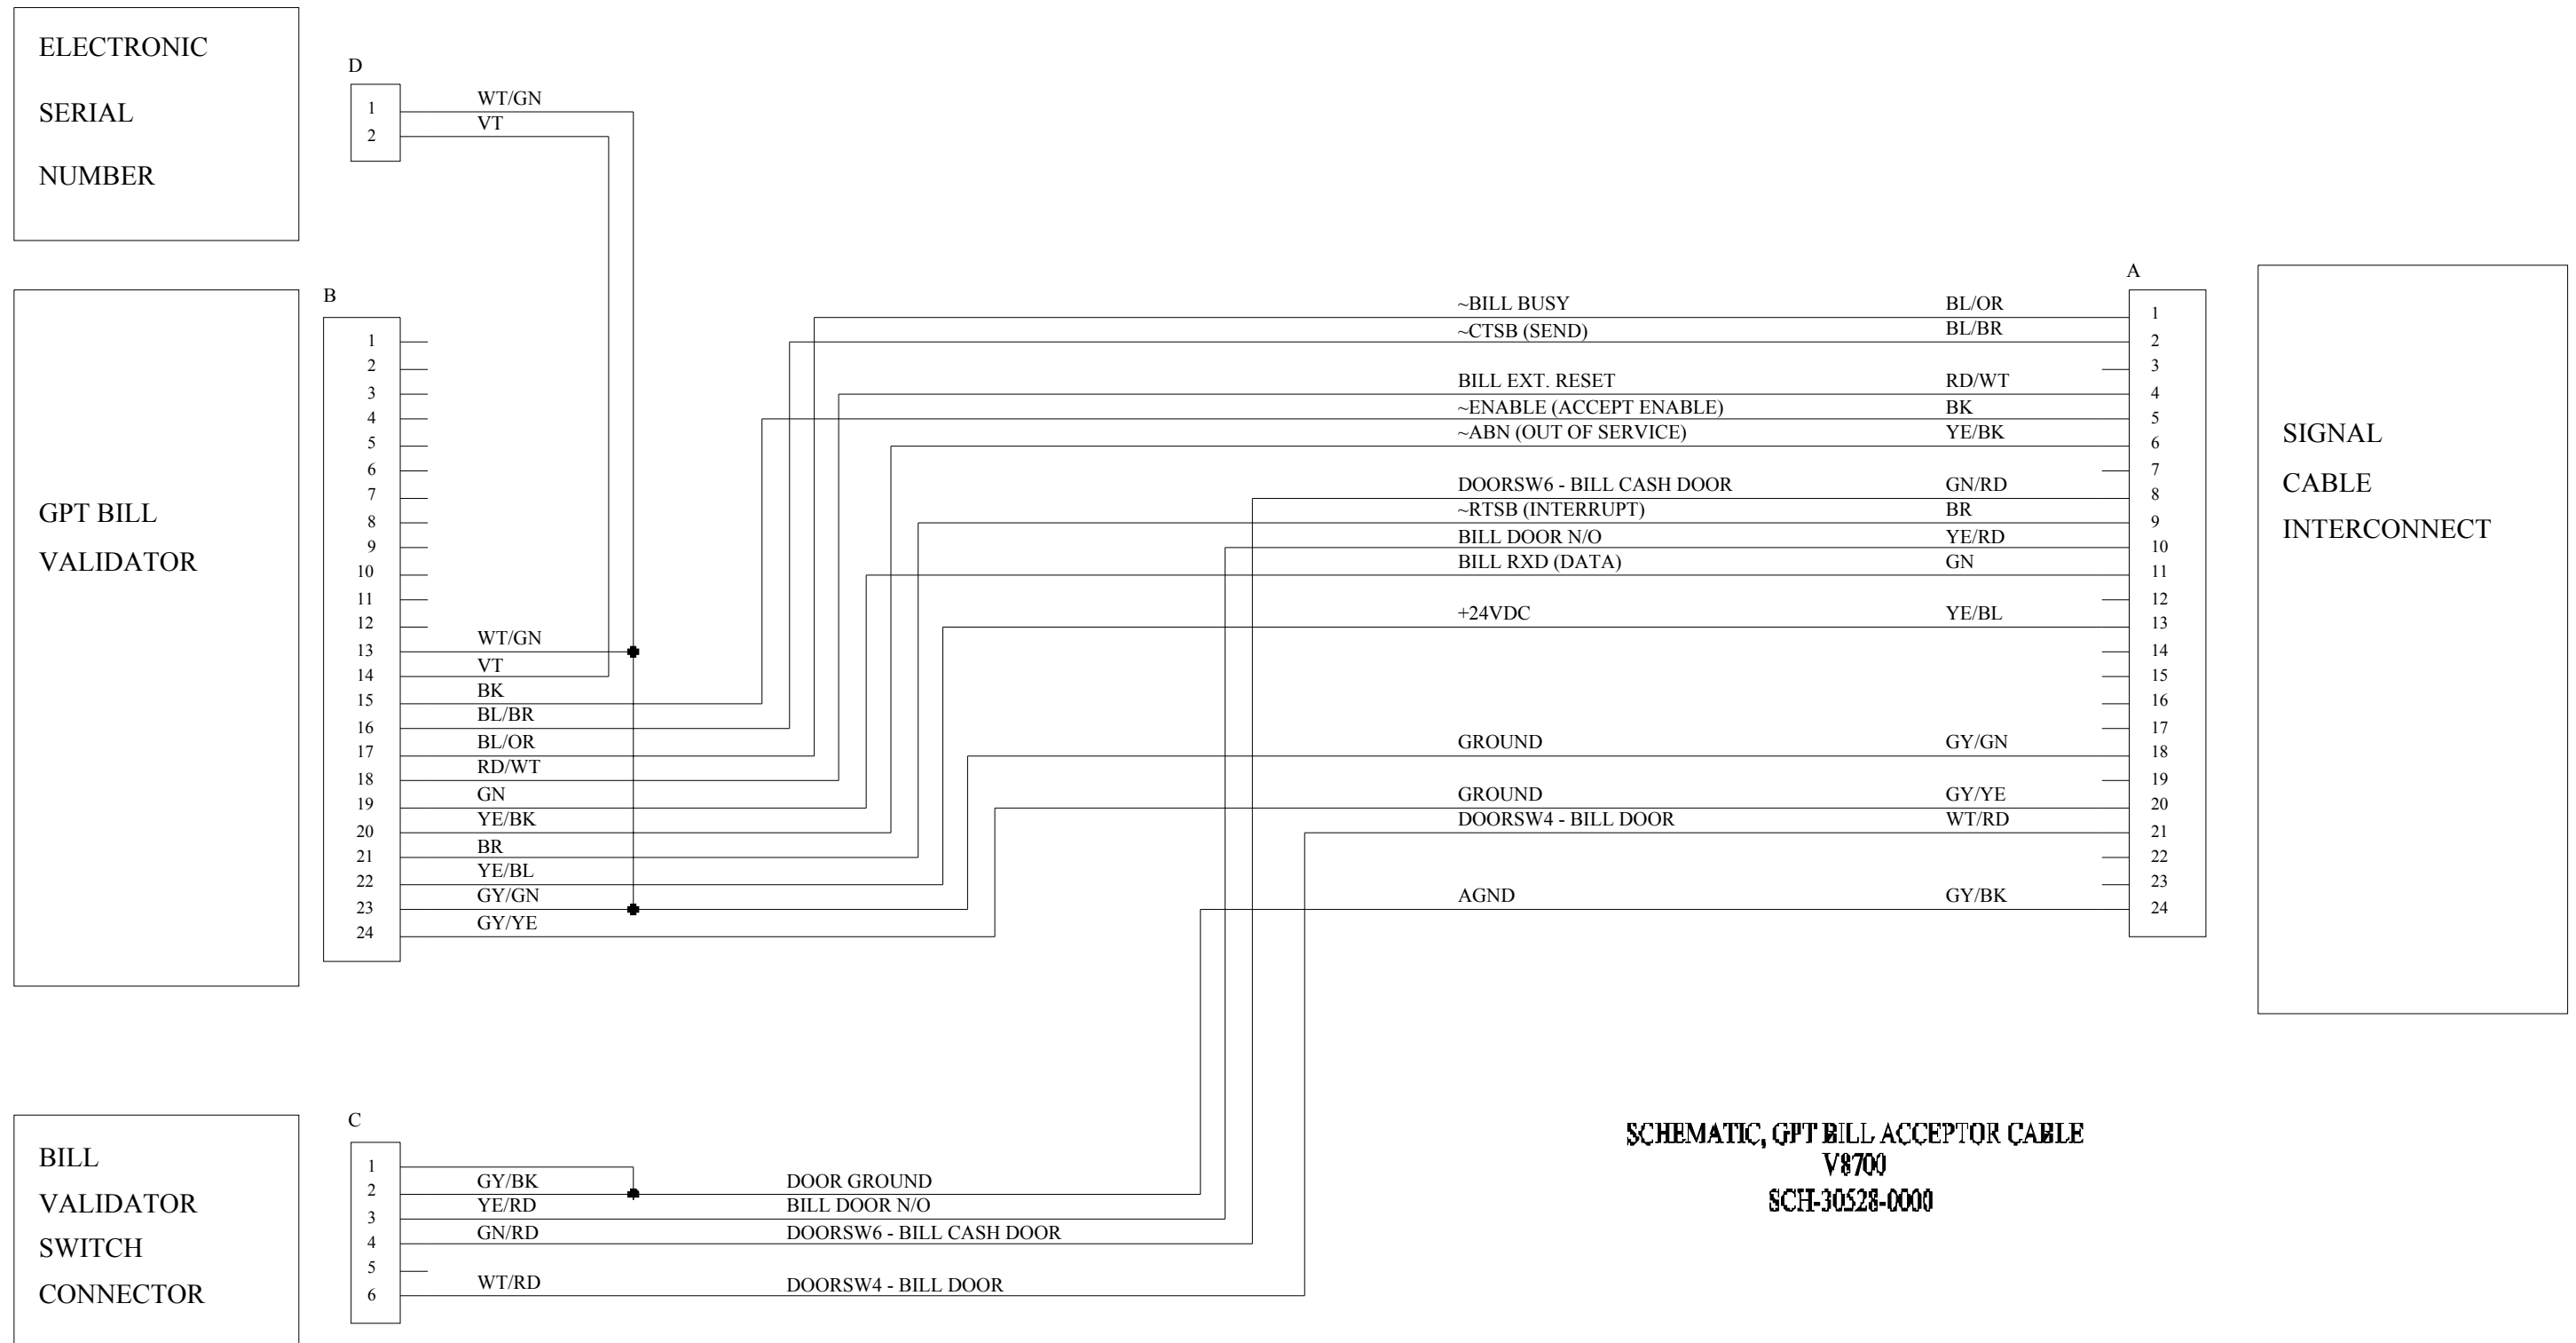 ELECTRONIC
SERIAL
NUMBER
D
1 WT/GN
2 VT
GPT BILL
VALIDATOR
B
1
2
3
4
5
6
7
8
9
10
11
12
13 WT/GN
14 VT
15 BK
16 BL/BR
17 BL/OR
18 RD/WT
19 GN
20 YE/BK
21 BR
22 YE/BL
23 GY/GN
24 GY/YE
A
~BILL BUSY BL/OR 1
~CTSB (SEND) BL/BR 2
3
BILL EXT. RESET RD/WT 4
~ENABLE (ACCEPT ENABLE) BK 5
~ABN (OUT OF SERVICE) YE/BK 6
7
DOORSW6 - BILL CASH DOOR GN/RD 8
~RTSB (INTERRUPT) BR 9
BILL DOOR N/O YE/RD 10
BILL RXD (DATA) GN 11
12
+24VDC YE/BL 13
14
15
16
17
GROUND GY/GN 18
19
GROUND GY/YE 20
DOORSW4 - BILL DOOR WT/RD 21
22
23
AGND GY/BK 24
SIGNAL
CABLE
INTERCONNECT
BILL
VALIDATOR
SWITCH
CONNECTOR
C
1
2 GY/BK DOOR GROUND
3 YE/RD BILL DOOR N/O
4 GN/RD DOORSW6 - BILL CASH DOOR
5
6 WT/RD DOORSW4 - BILL DOOR
SCHEMATIC, GPT BILL ACCEPTOR CABLE
V8700
SCH-30528-0000